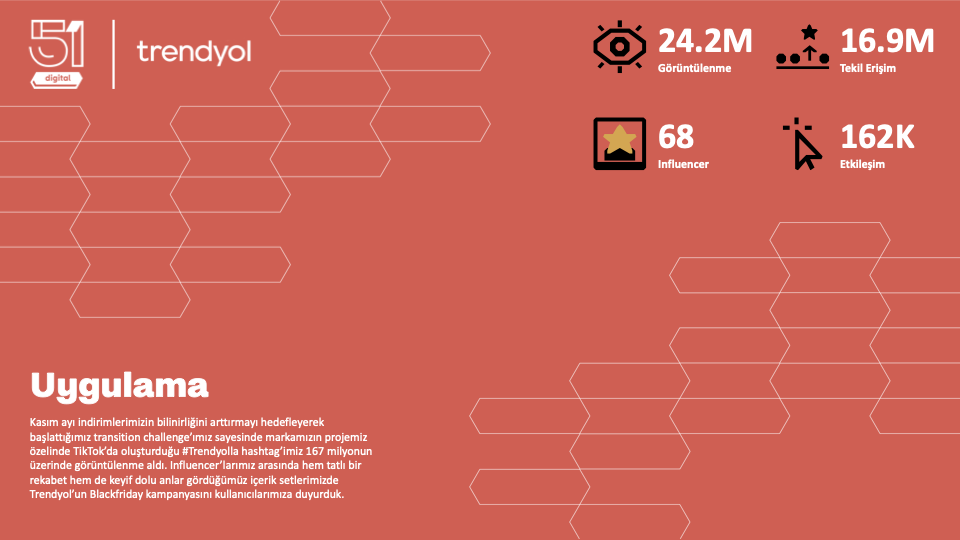 51
digital
trendyol
24.2M
Görüntülenme
16.9M
Tekil Erişim
68
Influencer
162K
Etkileşim
Uygulama
Kasım ayı indirimlerimizin bilinirliğini arttırmayı hedefleyerek
başlattığımız transition challenge'ımız sayesinde markamızın projemiz
özelinde TikTok'da oluşturduğu #Trendyolla hashtag'imiz 167 milyonun
üzerinde görüntülenme aldı. Influencer'larımız arasında hem tatlı bir
rekabet hem de keyif dolu anlar gördüğümüz içerik setlerimizde
Trendyol'un Blackfriday kampanyasını kullanıcılarımıza duyurduk.